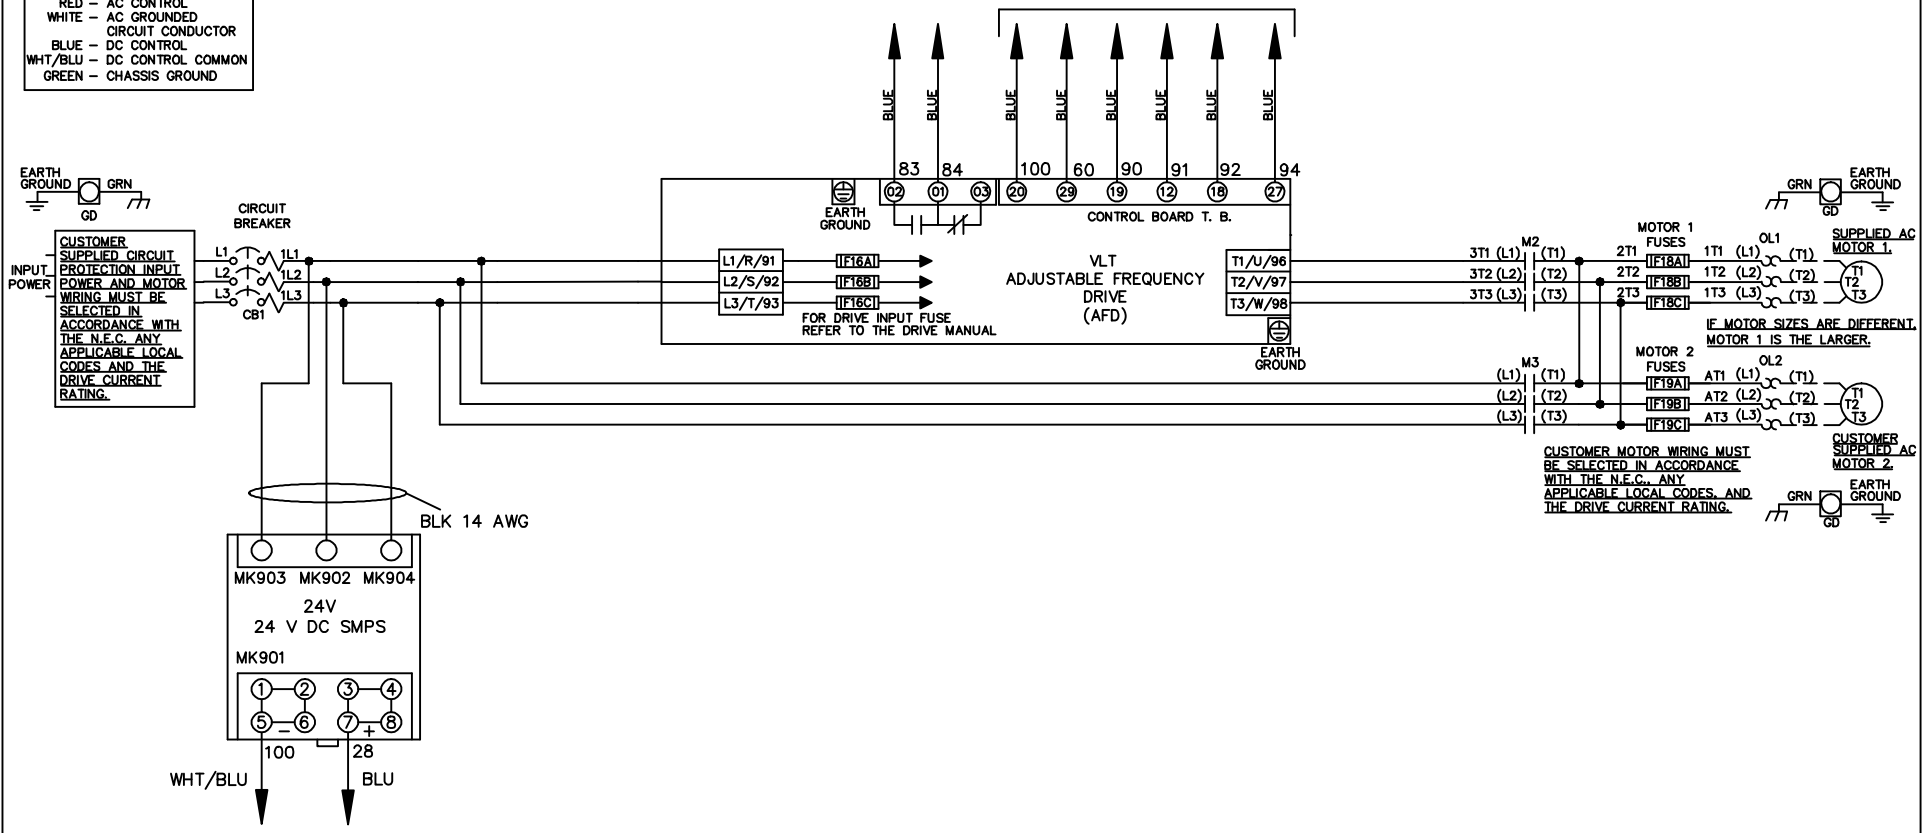 RED – AC CONTROL
WHITE – AC GROUNDED
CIRCUIT CONDUCTOR
BLUE – DC CONTROL
WHT/BLU – DC CONTROL COMMON
GREEN – CHASSIS GROUND
BLUE
BLUE
BLUE
BLUE
BLUE
BLUE
BLUE
BLUE
83
84
100
60
90
91
92
94
02
01
03
20
29
19
12
18
27
EARTH
GROUND
CONTROL BOARD T. B.
EARTH
GROUND
GRN
GD
CIRCUIT
BREAKER
INPUT
POWER
CUSTOMER
SUPPLIED CIRCUIT
PROTECTION INPUT
POWER AND MOTOR
WIRING MUST BE
SELECTED IN
ACCORDANCE WITH
THE N.E.C. ANY
APPLICABLE LOCAL
CODES AND THE
DRIVE CURRENT
RATING.
L1
L2
L3
1L1
1L2
1L3
CB1
L1/R/91
L2/S/92
L3/T/93
F16A
F16B
F16C
FOR DRIVE INPUT FUSE
REFER TO THE DRIVE MANUAL
VLT
ADJUSTABLE FREQUENCY
DRIVE
(AFD)
T1/U/96
T2/V/97
T3/W/98
EARTH
GROUND
M2
3T1 (L1) (T1)
3T2 (L2) (T2)
3T3 (L3) (T3)
MOTOR 1
FUSES
2T1 F18A 1T1 (L1) (T1)
2T2 F18B 1T2 (L2) (T2)
2T3 F18C 1T3 (L3) (T3)
OL1
GRN
EARTH
GROUND
GD
SUPPLIED AC
MOTOR 1.
T1
T2
T3
IF MOTOR SIZES ARE DIFFERENT,
MOTOR 1 IS THE LARGER.
M3
(L1) (T1)
(L2) (T2)
(L3) (T3)
MOTOR 2
FUSES
OL2
F19A AT1 (L1) (T1)
F19B AT2 (L2) (T2)
F19C AT3 (L3) (T3)
T1
T2
T3
CUSTOMER
SUPPLIED AC
MOTOR 2.
CUSTOMER MOTOR WIRING MUST
BE SELECTED IN ACCORDANCE
WITH THE N.E.C., ANY
APPLICABLE LOCAL CODES, AND
THE DRIVE CURRENT RATING.
GRN
EARTH
GROUND
GD
BLK 14 AWG
MK903 MK902 MK904
24V
24 V DC SMPS
MK901
1 2 3 4
5 6 7 8
– +
100
28
WHT/BLU
BLU